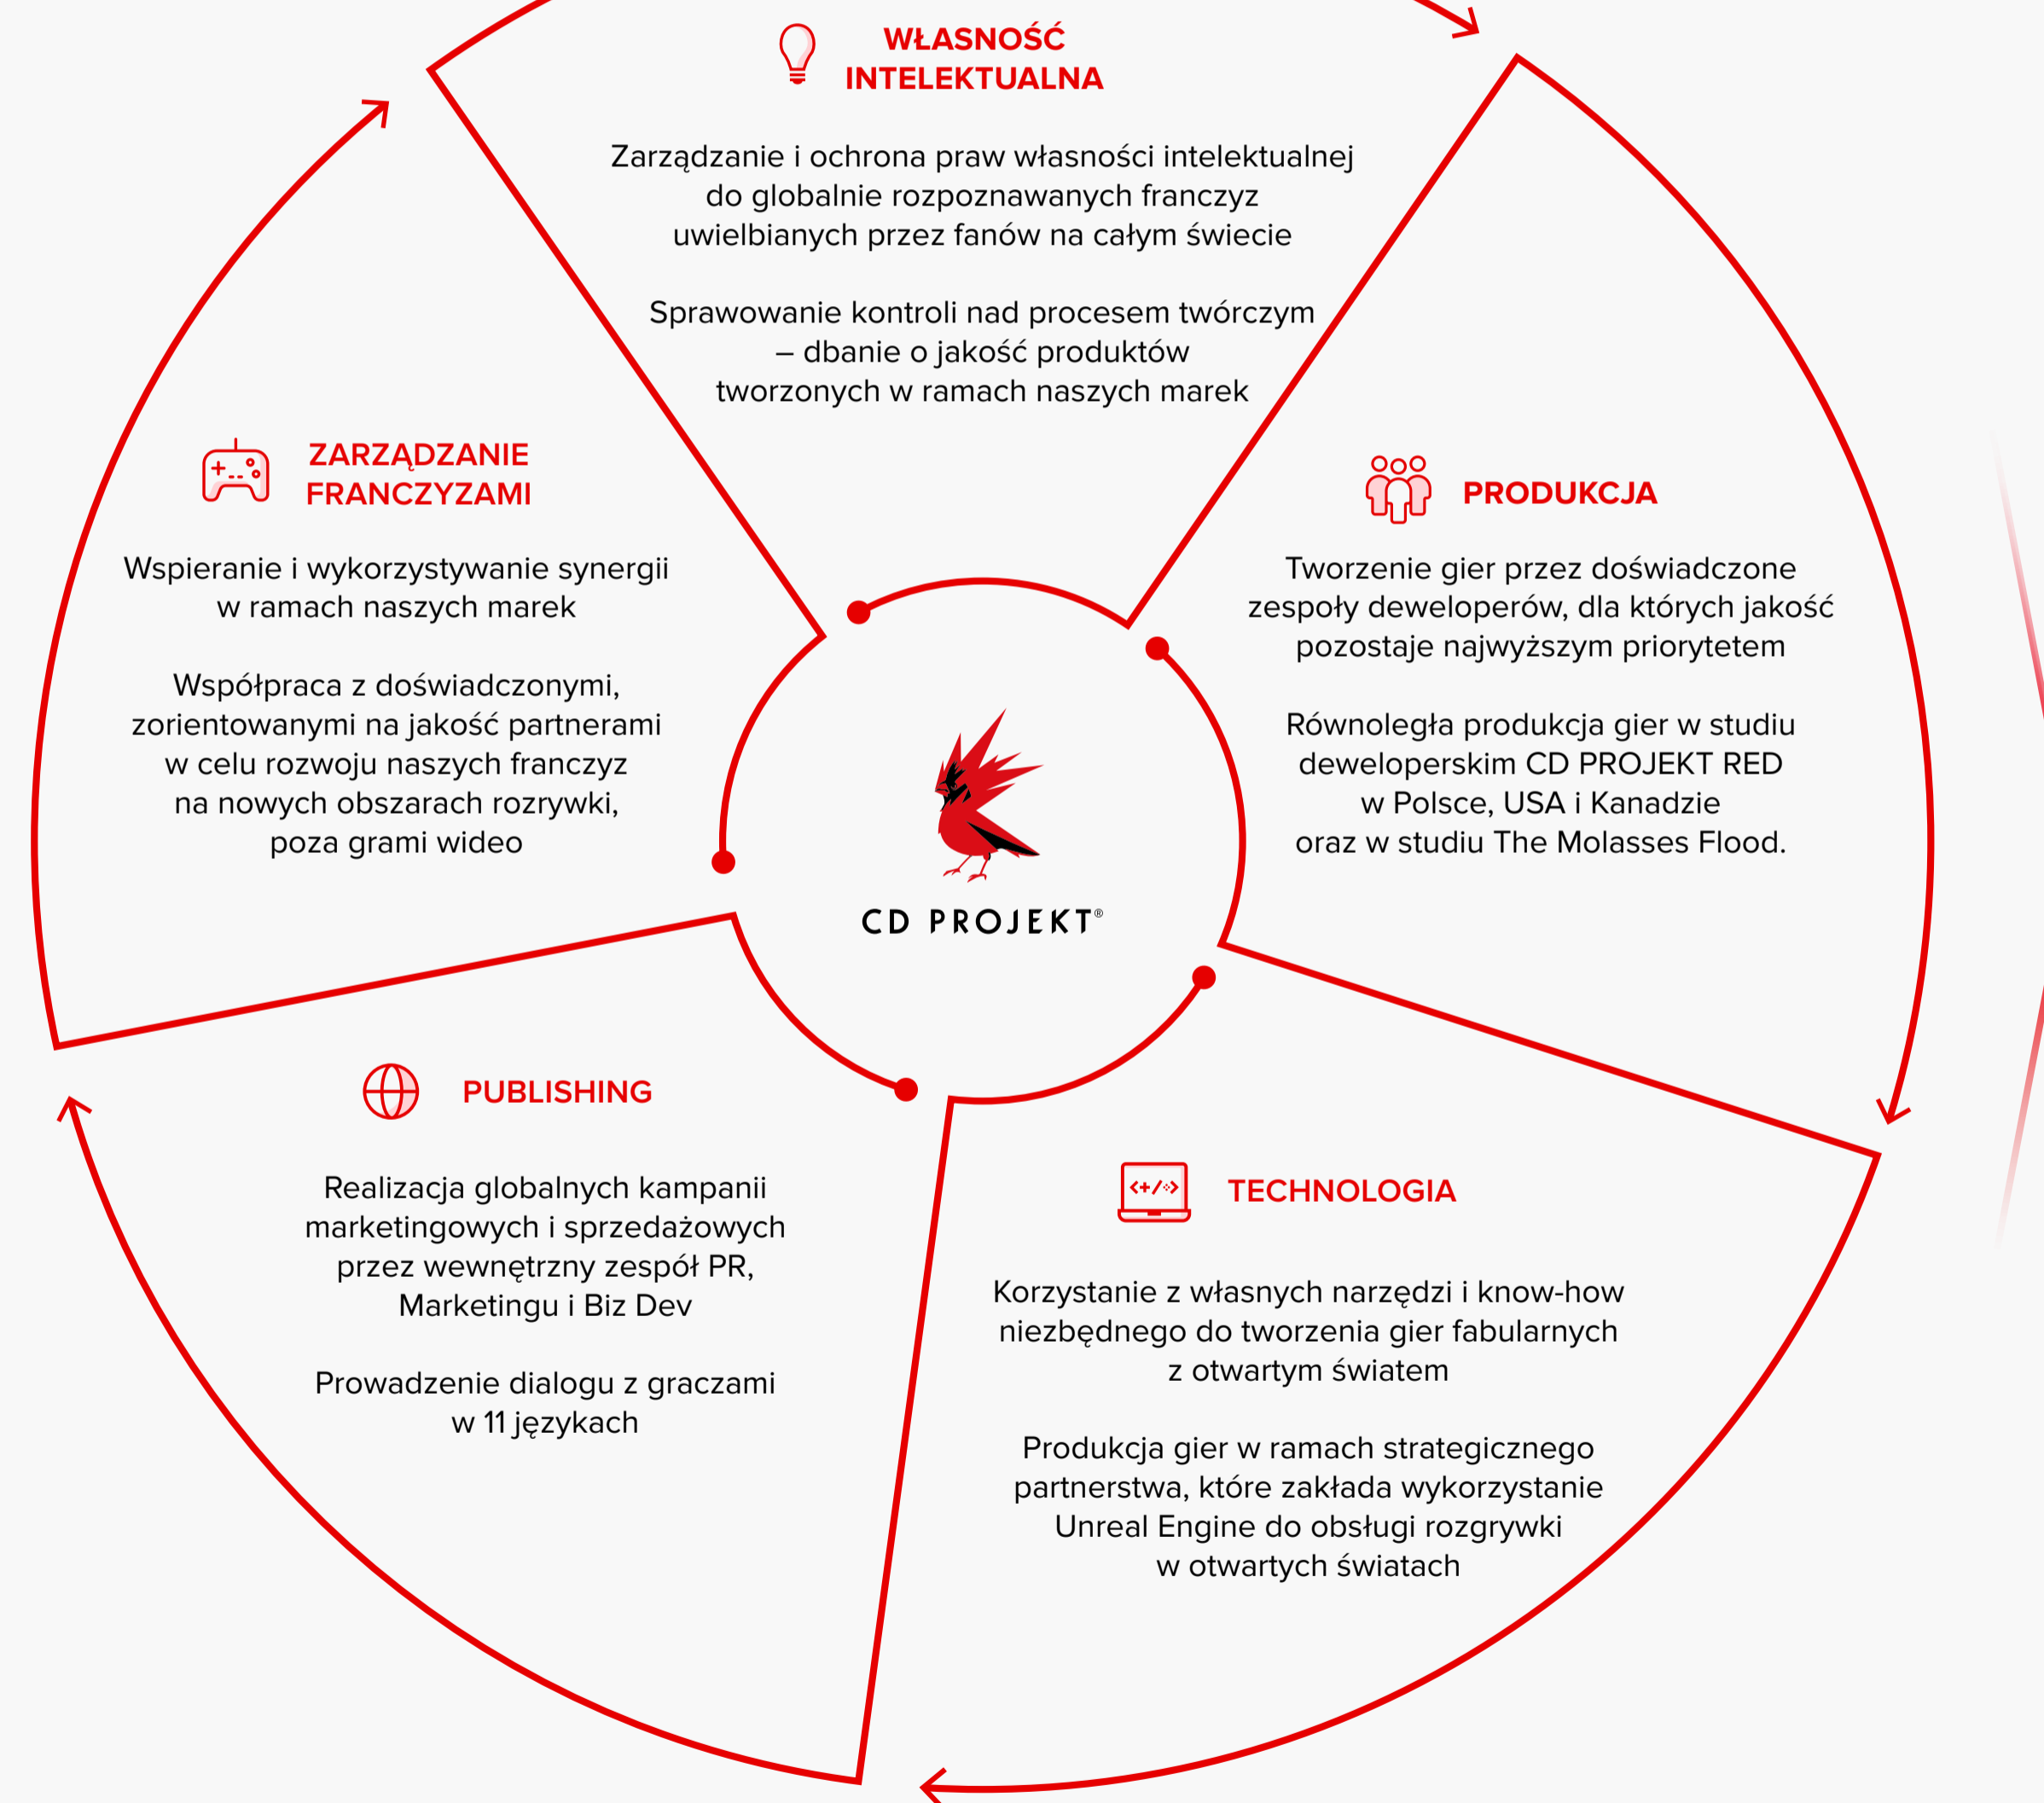 WŁASNOŚĆ
INTELEKTUALNA
Zarządzanie i ochrona praw własności intelektualnej
do globalnie rozpoznawanych franczyz
uwielbianych przez fanów na całym świecie
Sprawowanie kontroli nad procesem twórczym
– dbanie o jakość produktów
tworzonych w ramach naszych marek
PRODUKCJA
Tworzenie gier przez doświadczone
zespoły deweloperów, dla których jakość
pozostaje najwyższym priorytetem
Równoległa produkcja gier w studiu
deweloperskim CD PROJEKT RED
w Polsce, USA i Kanadzie
oraz w studiu The Molasses Flood.
TECHNOLOGIA
</+/⁘>
Korzystanie z własnych narzędzi i know-how
niezbędnego do tworzenia gier fabularnych
z otwartym światem
Produkcja gier w ramach strategicznego
partnerstwa, które zakłada wykorzystanie
Unreal Engine do obsługi rozgrywki
w otwartych światach
PUBLISHING
Realizacja globalnych kampanii
marketingowych i sprzedażowych
przez wewnętrzny zespół PR,
Marketingu i Biz Dev
Prowadzenie dialogu z graczami
w 11 językach
ZARZĄDZANIE
FRANCZYZAMI
Wspieranie i wykorzystywanie synergii
w ramach naszych marek
Współpraca z doświadczonymi,
zorientowanymi na jakość partnerami
w celu rozwoju naszych franczyz
na nowych obszarach rozrywki,
poza grami wideo
CD PROJEKT®